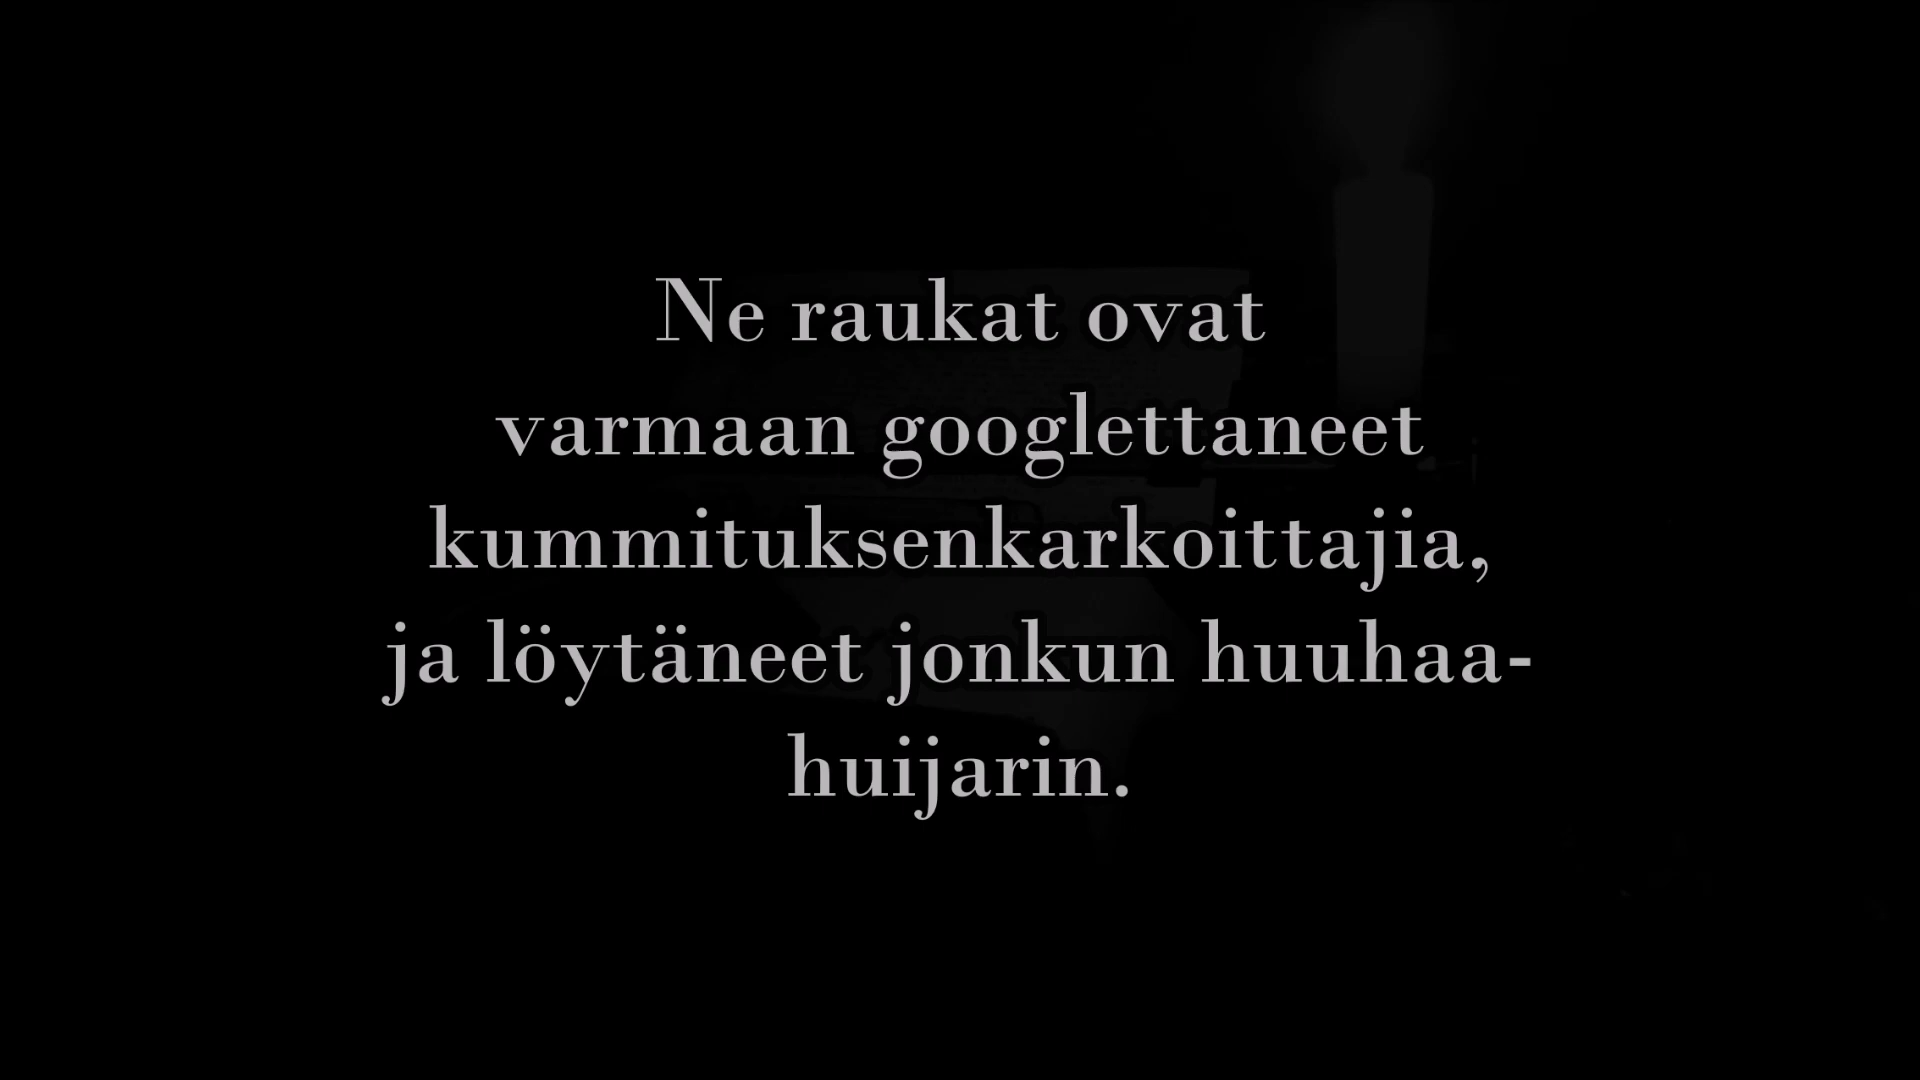 Ne raukat ovat
varmaan googlettaneet
kummituksenkarkoittajia,
ja löytäneet jonkun huuhaa-
huijarin.